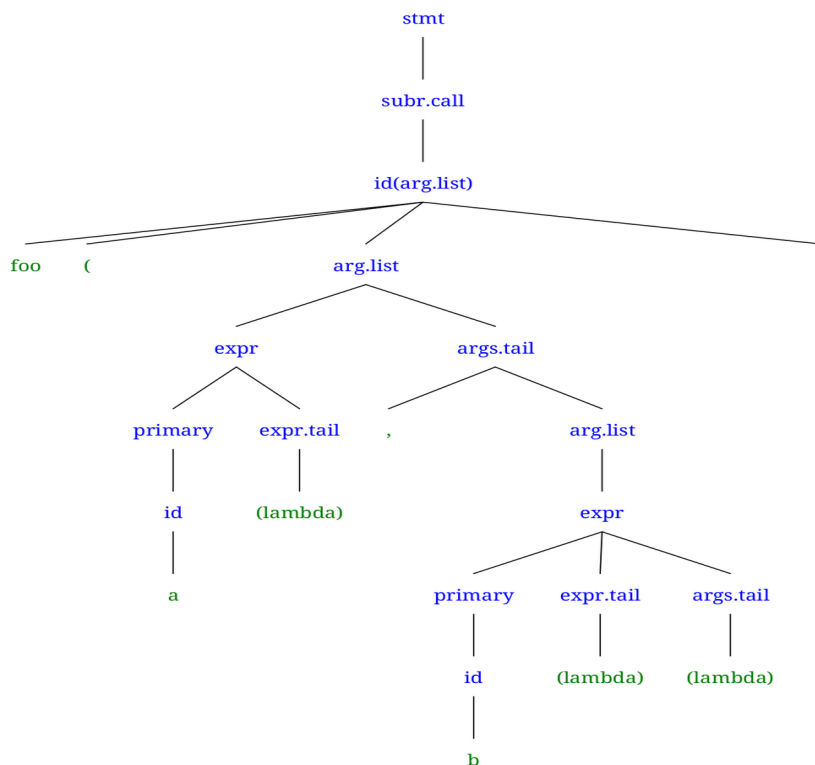 stmt
subr.call
id(arg.list)
foo ( arg.list
expr args.tail
primary expr.tail , arg.list
id (lambda) expr
a primary expr.tail args.tail
id (lambda) (lambda)
b